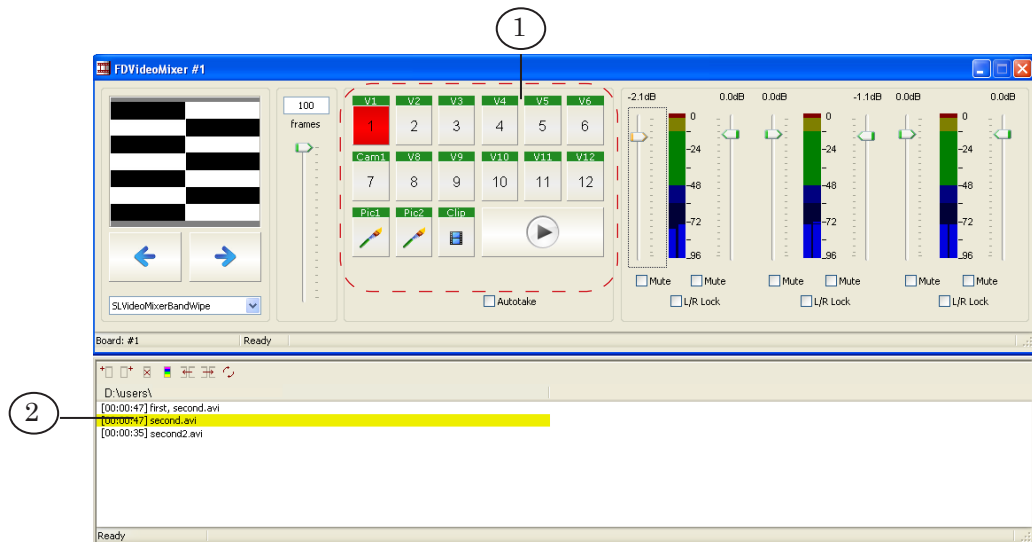 1
FDVideoMixer #1
100
frames
V1 V2 V3 V4 V5 V6
1 2 3 4 5 6
Cam1 V8 V9 V10 V11 V12
7 8 9 10 11 12
Pic1 Pic2 Clip
Autotake
SLVideoMixerBandWipe
-2.1dB 0.0dB 0.0dB -1.1dB 0.0dB 0.0dB
0 0 0
-24 -24 -24
-48 -48 -48
-72 -72 -72
-96 -96 -96
Mute Mute Mute Mute Mute Mute
L/R Lock L/R Lock L/R Lock
Board: #1 Ready
D:\users\
[00:00:47] first, second.avi
2
[00:00:47] second.avi
[00:00:35] second2.avi
Ready